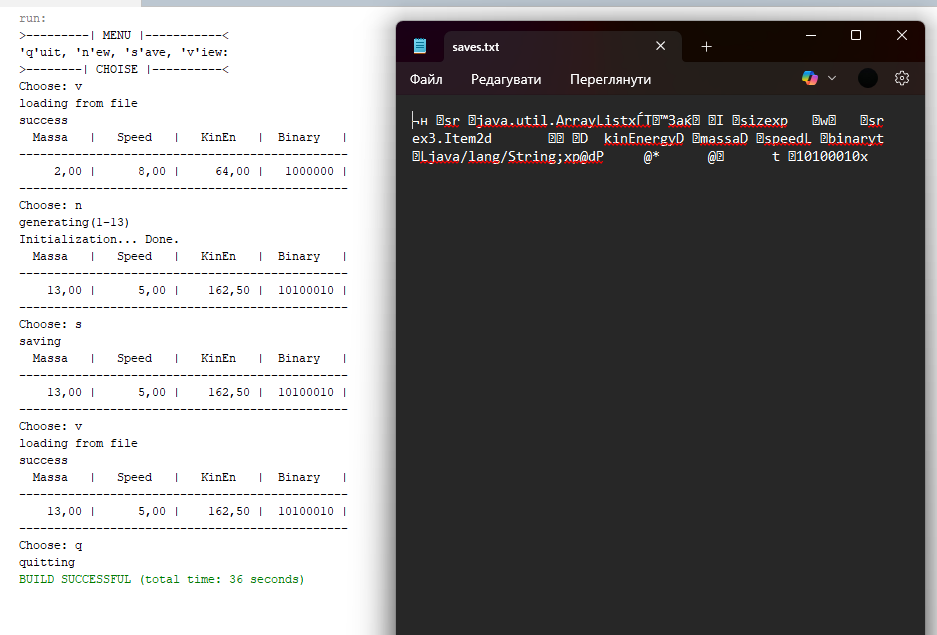 run:
>---------| MENU |-----------<
'q'uit, 'n'ew, 's'ave, 'v'iew:
>--------| CHOISE |----------<
Choose: v
loading from file
success
Massa | Speed | KinEn | Binary |
-----------------------------------------------
2,00 | 8,00 | 64,00 | 1000000 |
-----------------------------------------------
Choose: n
generating(1-13)
Initialization... Done.
Massa | Speed | KinEn | Binary |
-----------------------------------------------
13,00 | 5,00 | 162,50 | 10100010 |
-----------------------------------------------
Choose: s
saving
Massa | Speed | KinEn | Binary |
-----------------------------------------------
13,00 | 5,00 | 162,50 | 10100010 |
-----------------------------------------------
Choose: v
loading from file
success
Massa | Speed | KinEn | Binary |
-----------------------------------------------
13,00 | 5,00 | 162,50 | 10100010 |
-----------------------------------------------
Choose: q
quitting
BUILD SUCCESSFUL (total time: 36 seconds)
saves.txt
Файл Редагувати Переглянути
¬н sr java.util.ArrayListxЃТ™Заќ I sizexp w sr
ex3.Item2d D kinEnergyD massaD speedL binaryt
Ljava/lang/String;xp@dP @* @ t 10100010x